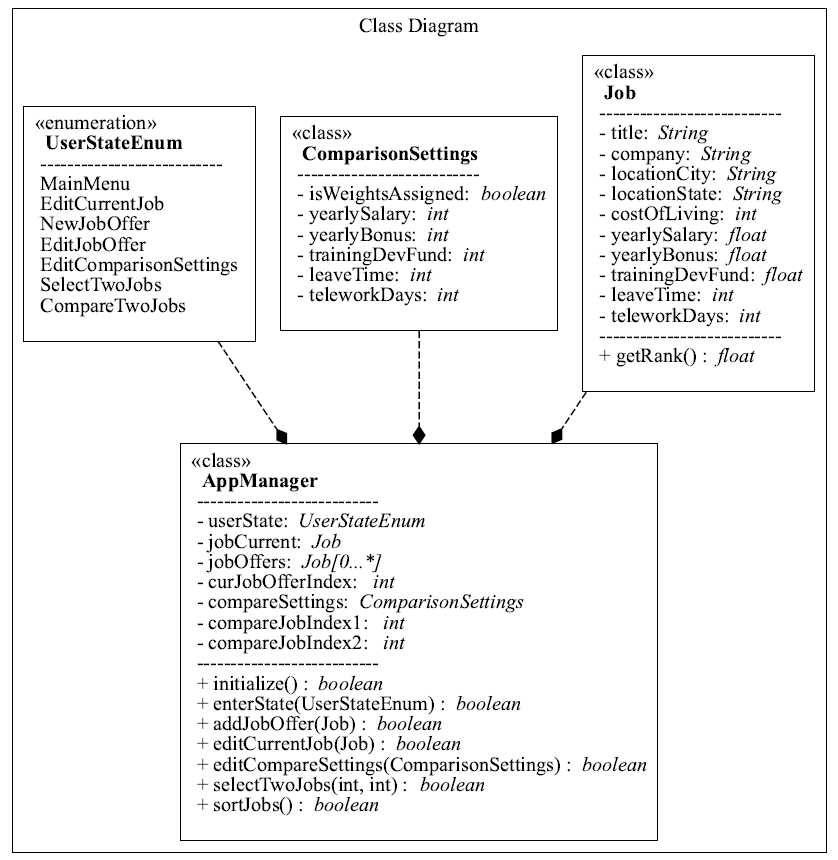 Class Diagram
«enumeration»
UserStateEnum
---------------------------
MainMenu
EditCurrentJob
NewJobOffer
EditJobOffer
EditComparisonSettings
SelectTwoJobs
CompareTwoJobs
«class»
ComparisonSettings
---------------------------
- isWeightsAssigned: boolean
- yearlySalary: int
- yearlyBonus: int
- trainingDevFund: int
- leaveTime: int
- teleworkDays: int
«class»
Job
---------------------------
- title: String
- company: String
- locationCity: String
- locationState: String
- costOfLiving: int
- yearlySalary: float
- yearlyBonus: float
- trainingDevFund: float
- leaveTime: int
- teleworkDays: int
---------------------------
+ getRank() : float
«class»
AppManager
---------------------------
- userState: UserStateEnum
- jobCurrent: Job
- jobOffers: Job[0...*]
- curJobOfferIndex: int
- compareSettings: ComparisonSettings
- compareJobIndex1: int
- compareJobIndex2: int
---------------------------
+ initialize() : boolean
+ enterState(UserStateEnum) : boolean
+ addJobOffer(Job) : boolean
+ editCurrentJob(Job) : boolean
+ editCompareSettings(ComparisonSettings) : boolean
+ selectTwoJobs(int, int) : boolean
+ sortJobs() : boolean